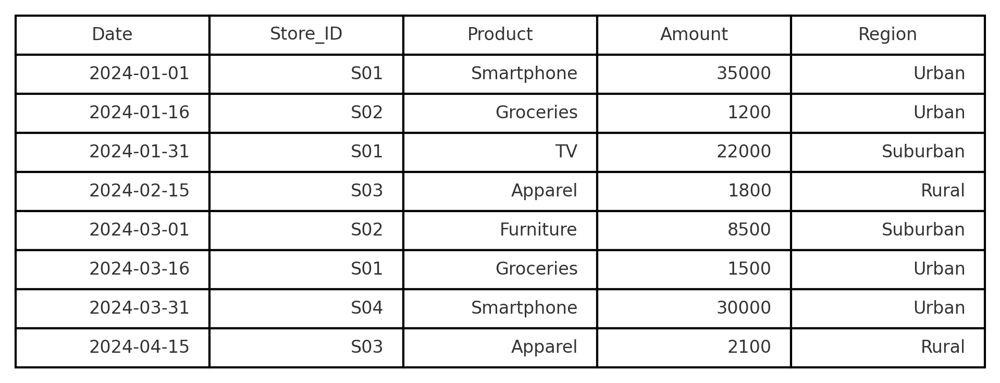 Date Store_ID Product Amount Region
2024-01-01 S01 Smartphone 35000 Urban
2024-01-16 S02 Groceries 1200 Urban
2024-01-31 S01 TV 22000 Suburban
2024-02-15 S03 Apparel 1800 Rural
2024-03-01 S02 Furniture 8500 Suburban
2024-03-16 S01 Groceries 1500 Urban
2024-03-31 S04 Smartphone 30000 Urban
2024-04-15 S03 Apparel 2100 Rural